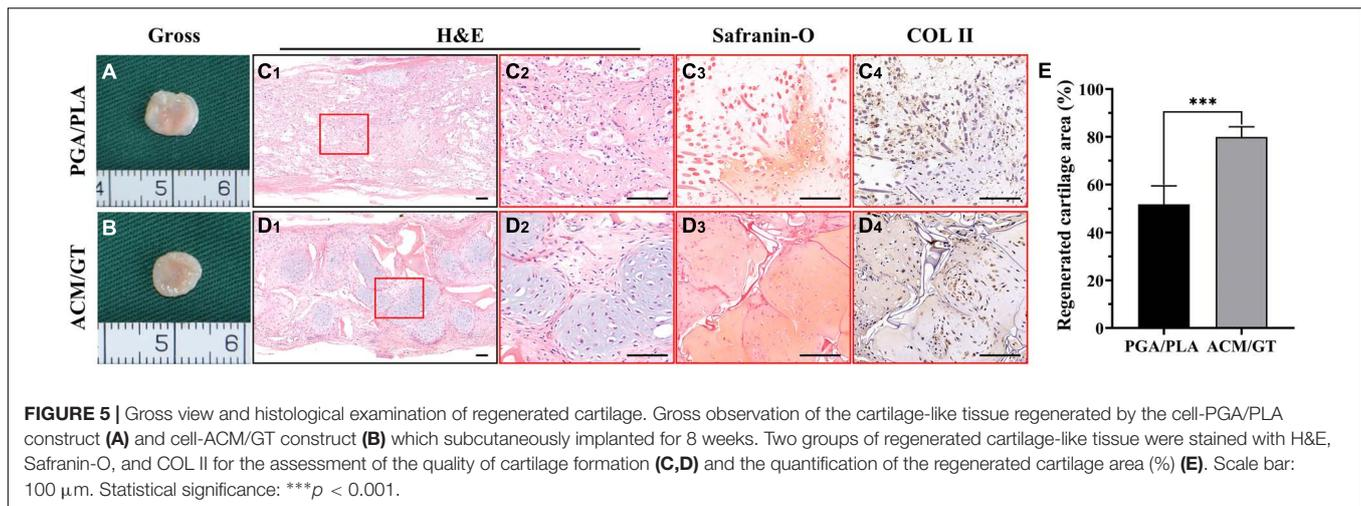 Gross H&E Safranin-O COL II
PGA/PLA
A
4 5 6
C1
C2
C3
C4
ACM/GT
B
5 6
D1
D2
D3
D4
E
Regenerated cartilage area (%)
100
80
60
40
20
0
***
PGA/PLA ACM/GT
FIGURE 5 | Gross view and histological examination of regenerated cartilage. Gross observation of the cartilage-like tissue regenerated by the cell-PGA/PLA
construct (A) and cell-ACM/GT construct (B) which subcutaneously implanted for 8 weeks. Two groups of regenerated cartilage-like tissue were stained with H&E,
Safranin-O, and COL II for the assessment of the quality of cartilage formation (C,D) and the quantification of the regenerated cartilage area (%) (E). Scale bar:
100 μm. Statistical significance: ***p < 0.001.